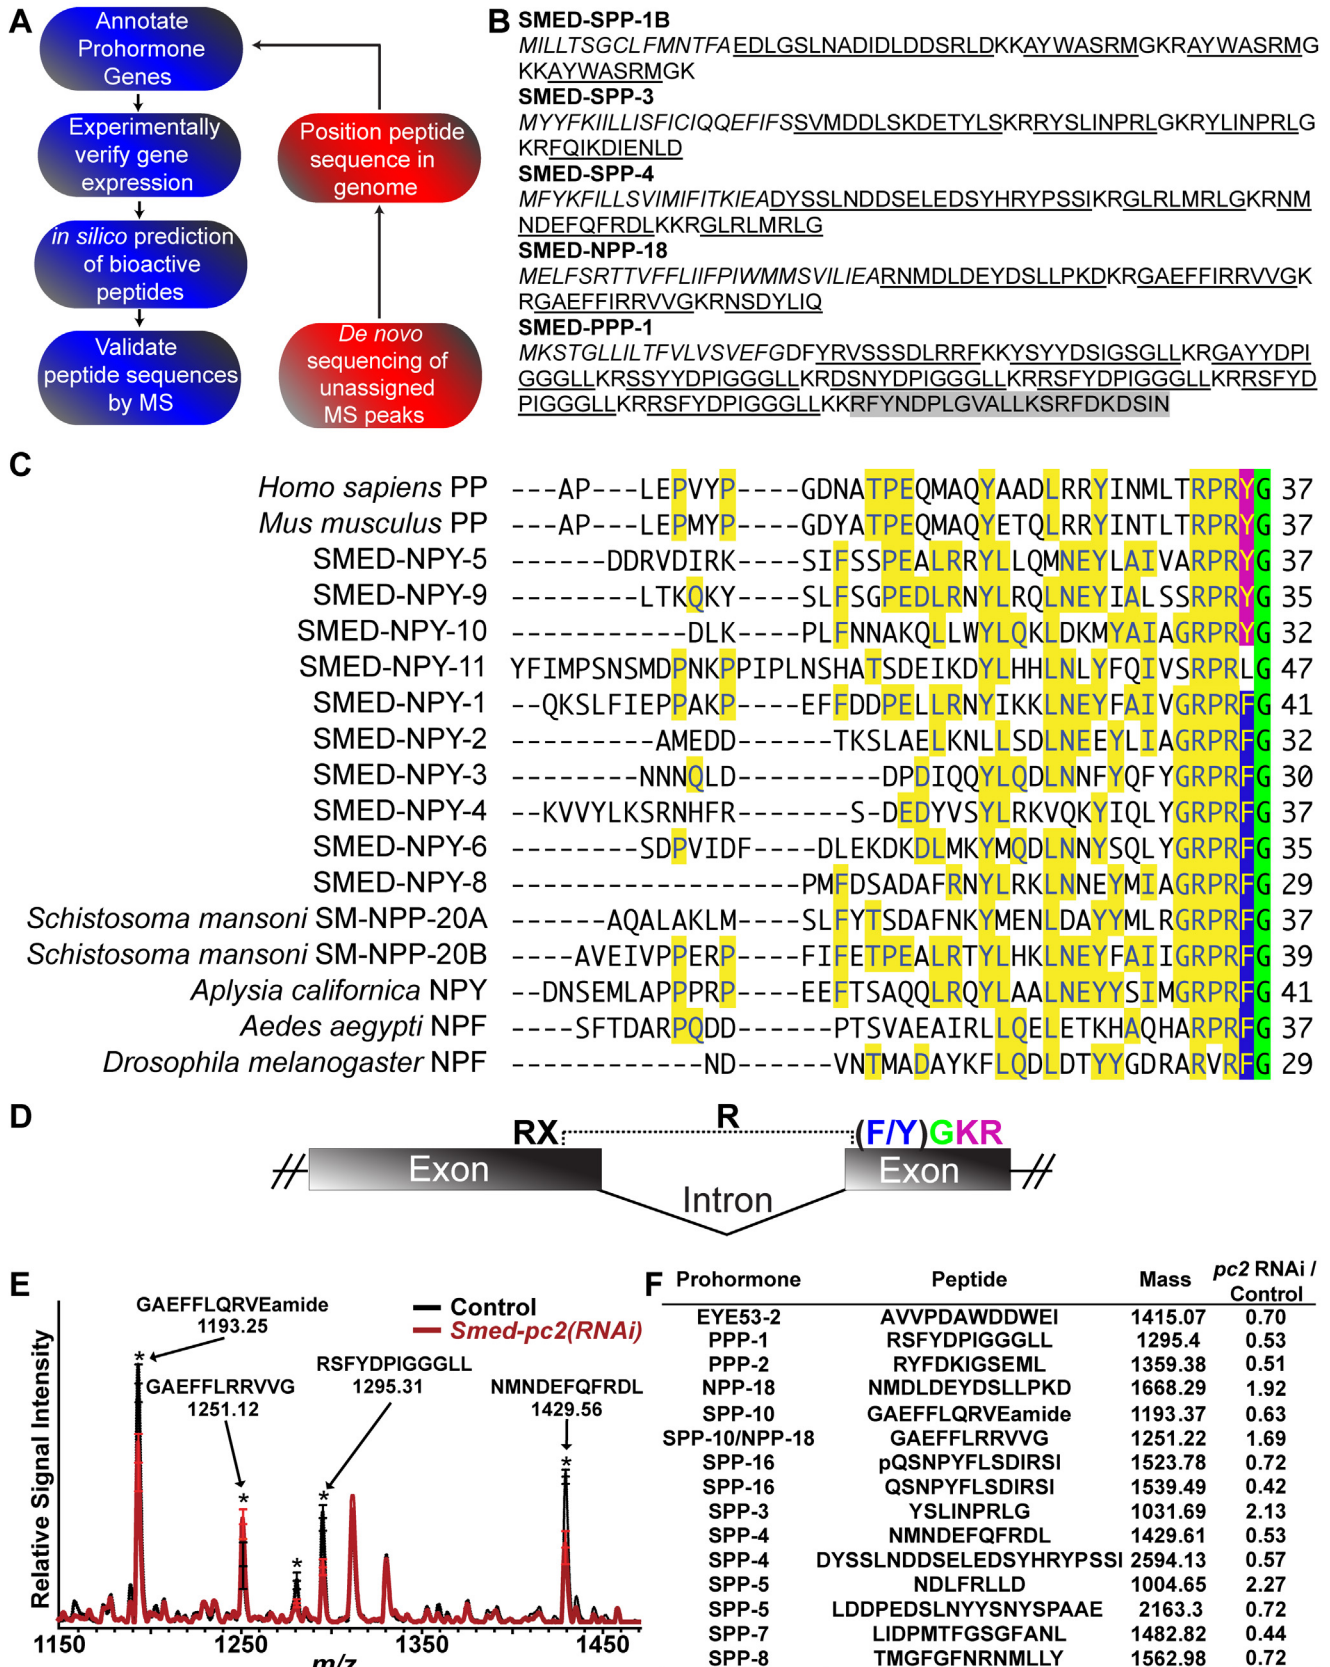 A
Annotate
Prohormone
Genes
Experimentally
verify gene
expression
in silico prediction
of bioactive
peptides
Validate
peptide sequences
by MS
Position peptide
sequence in
genome
De novo
sequencing of
unassigned
MS peaks
B
SMED-SPP-1B
MILLTSGCLFMNTFAEDLGSLNADIDLDDSRLDKKAYWASRMGKRAYWASRMG
KKAYWASRMGK
SMED-SPP-3
MYYFKIILLISFICIQQEFIFSSVMDDLSKDETYLSKRRYSLINPRLGKRYLINPRLG
KRFQIKDIENLD
SMED-SPP-4
MFYKFILLSVIMIFITKIEADYSSLNDDSELEDSYHRYPSSIKRGLRLMRLGKRNM
NDEFQFRDLKKRGLRLMRLG
SMED-NPP-18
MELFSRTTVFFLIIFPIWMMSVILIEARNMDLDEYDSLLPKDKRGAEFFIRRVVGK
RGAEFFIRRVVGKRNSDYLIQ
SMED-PPP-1
MKSTGLLILTFVLVSVEFGDFYRVSSSDLRRFKKYSYYDSIGSGLLKRGAYYDPI
GGGLLKRSSYYDPIGGGLLKRDSNYDPIGGGLLKRRSFYDPIGGGLLKRRSFYD
PIGGGLLKRRSFYDPIGGGLLKKRFYNDPLGVALLKSRFDKDSIN
C
Homo sapiens PP ---AP---LEPVYP----GDNATPEQMAQYAADLRRYINMLTRPRYG 37
Mus musculus PP ---AP---LEPMYP----GDYATPEQMAQYETQLRRYINTLTRPRYG 37
SMED-NPY-5 ------DDRVDIRK----SIFSSPEALRRYLLQMNEYLAIVARPRYG 37
SMED-NPY-9 --------LTKQKY----SLFSGPEDLRNYLRQLNEYIALSSRPRYG 35
SMED-NPY-10 -----------DLK----PLFNNAKQLLWYLQKLDKMYAIAGRPRYG 32
SMED-NPY-11 YFIMPSNSMDPNKPPIPLNSHATSDEIKDYLHHLNLYFQIVSRPRLG 47
SMED-NPY-1 --QKSLFIEPPAKP----EFFDDPELLRNYIKKLNEYFAIVGRPRFG 41
SMED-NPY-2 ---------AMEDD------TKSLAELKNLLSDLNEEYLIAGRPRFG 32
SMED-NPY-3 --------NNNQLD---------DPDIQQYLQDLNNFYQFYGRPRFG 30
SMED-NPY-4 --KVVYLKSRNHFR-------S-DEDYVSYLRKVQKYIQLYGRPRFG 37
SMED-NPY-6 --------SDPVIDF----DLEKDKDLMKYMQDLNNYSQLYGRPRFG 35
SMED-NPY-8 ------------------PMFDSADAFRNYLRKLNNEYMIAGRPRFG 29
Schistosoma mansoni SM-NPP-20A ------AQALAKLM----SLFYTSDAFNKYMENLDAYYMLRGRPRFG 37
Schistosoma mansoni SM-NPP-20B ----AVEIVPPERP----FIFETPEALRTYLHKLNEYFAIIGRPRFG 39
Aplysia californica NPY --DNSEMLAPPPRP----EEFTSAQQLRQYLAALNEYYSIMGRPRFG 41
Aedes aegypti NPF ----SFTDARPQDD------PTSVAEAIRLLQELETKHAQHARPRFG 37
Drosophila melanogaster NPF ------------ND------VNTMADAYKFLQDLDTYYGDRARVRFG 29
D
RX R (F/Y)GKR
Exon Intron Exon
E
GAEFFLQRVEamide
1193.25
Control
Smed-pc2(RNAi)
GAEFFLRRVVG
1251.12
RSFYDPIGGGLL
1295.31
NMNDEFQFRDL
1429.56
* * * * *
Relative Signal Intensity
1150 1250 1350 1450
m/z
F
Prohormone Peptide Mass pc2 RNAi / Control
EYE53-2 AVVPDAWDDWEI 1415.07 0.70
PPP-1 RSFYDPIGGGLL 1295.4 0.53
PPP-2 RYFDKIGSEML 1359.38 0.51
NPP-18 NMDLDEYDSLLPKD 1668.29 1.92
SPP-10 GAEFFLQRVEamide 1193.37 0.63
SPP-10/NPP-18 GAEFFLRRVVG 1251.22 1.69
SPP-16 pQSNPYFLSDIRSI 1523.78 0.72
SPP-16 QSNPYFLSDIRSI 1539.49 0.42
SPP-3 YSLINPRLG 1031.69 2.13
SPP-4 NMNDEFQFRDL 1429.61 0.53
SPP-4 DYSSLNDDSELEDSYHRYPSSI 2594.13 0.57
SPP-5 NDLFRLLD 1004.65 2.27
SPP-5 LDDPEDSLNYYSNYSPAAE 2163.3 0.72
SPP-7 LIDPMTFGSGFANL 1482.82 0.44
SPP-8 TMGFGFNRNMLLY 1562.98 0.72